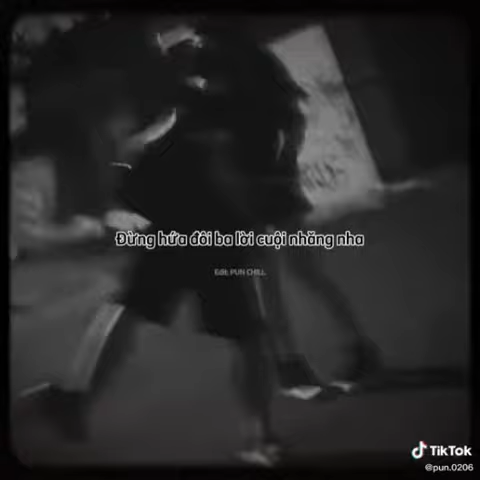 Đừng hứa đôi ba lời cuội nhăng nha
Edit: PUN CHILL
TikTok
@pun.0206